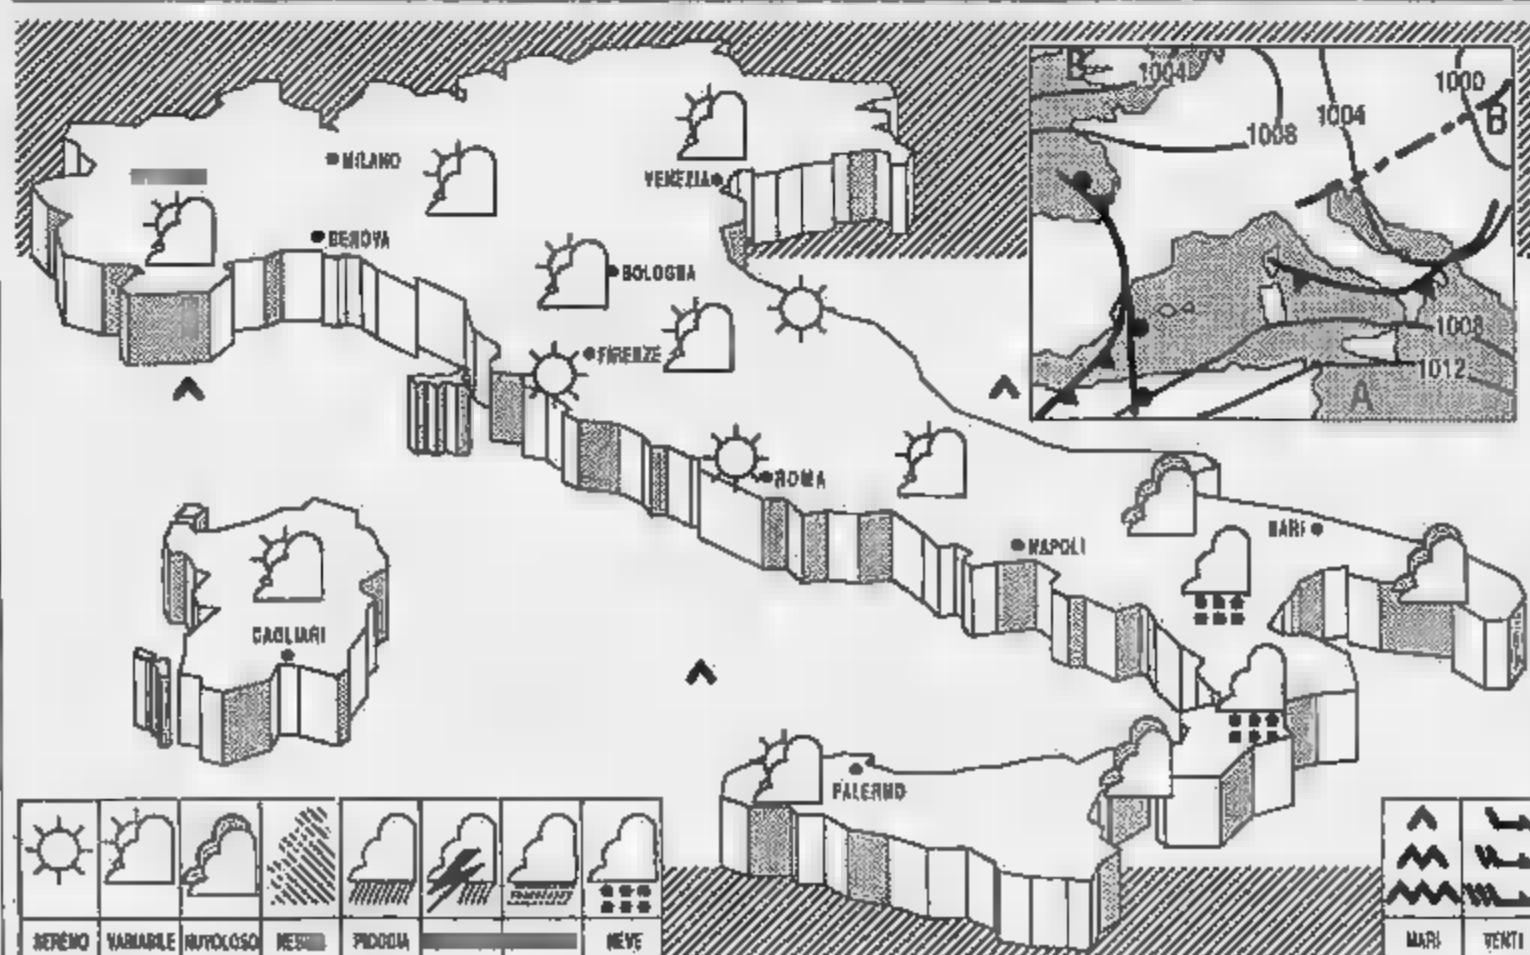 1004
1000
1004
B
1008
MILANO
VENEZIA
GENOVA
BOLOGNA
FIRENZE
1008
1012
A
ROMA
NAPOLI
BARI
CAGLIARI
PALERMO
SERENO VARIABILE NUVOLOSO PIOGGIA NEVE
MARI VENTI